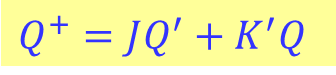 Q⁺ = JQ′ + K′Q